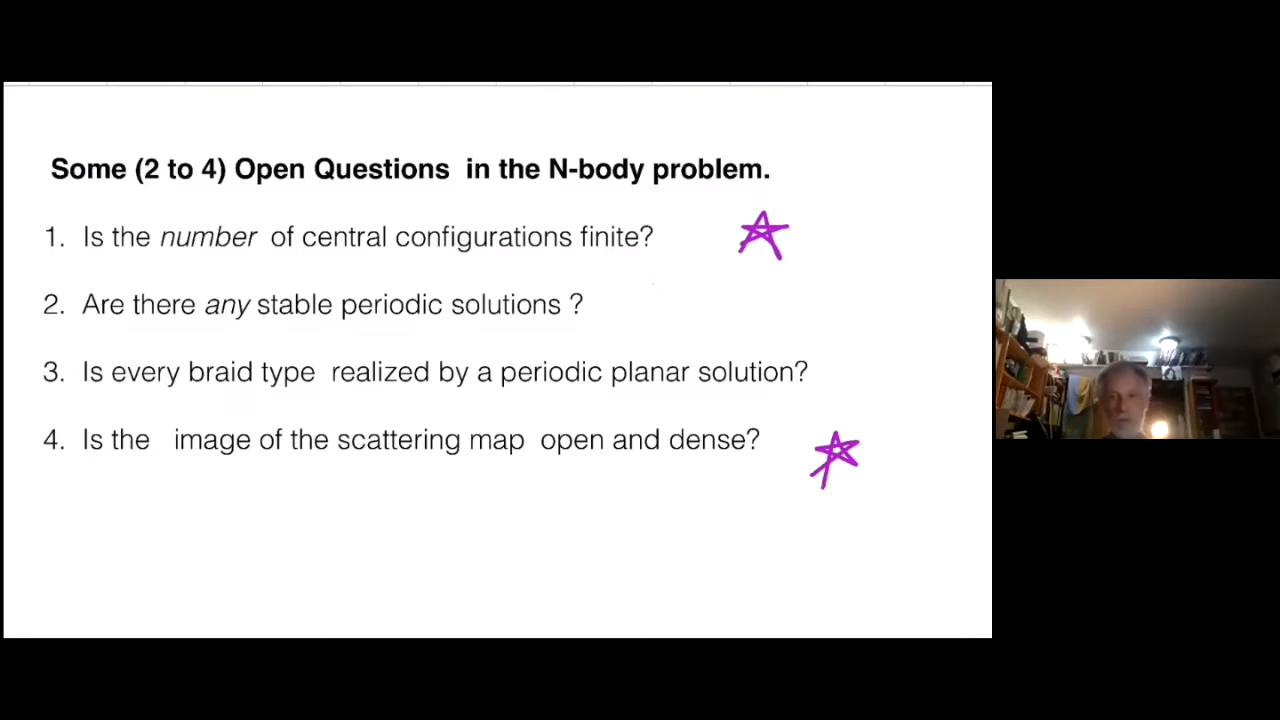 Some (2 to 4) Open Questions in the N-body problem.
1. Is the number of central configurations finite?
2. Are there any stable periodic solutions ?
3. Is every braid type realized by a periodic planar solution?
4. Is the image of the scattering map open and dense?